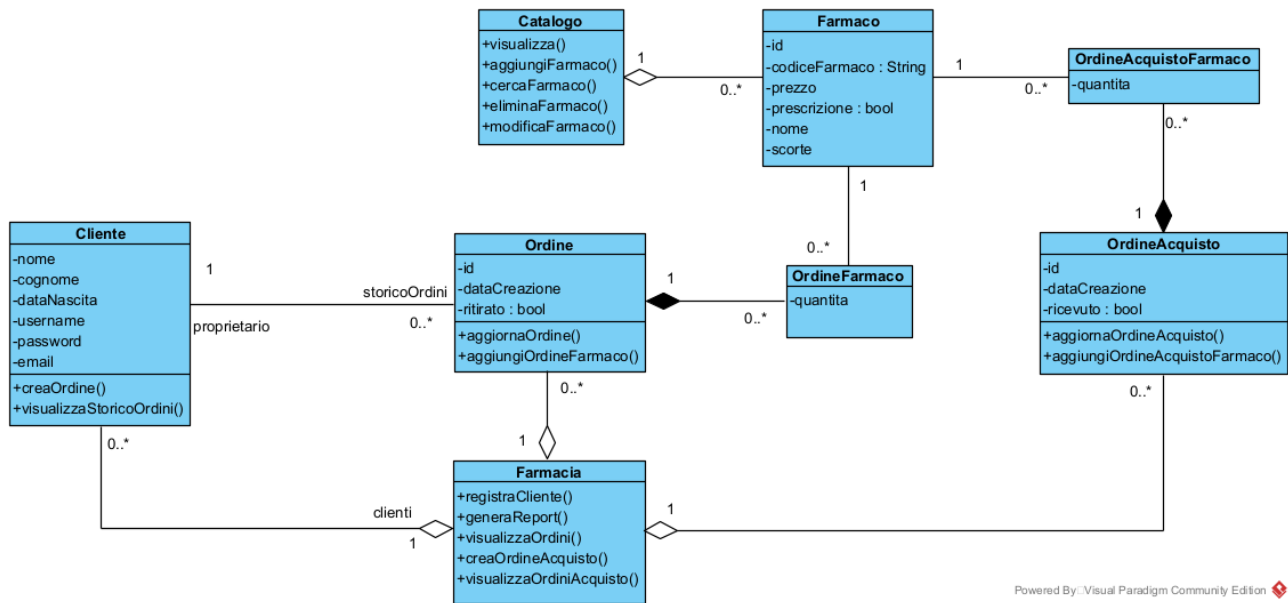 Catalogo
+visualizza()
+aggiungiFarmaco()
+cercaFarmaco()
+eliminaFarmaco()
+modificaFarmaco()
1
0..*
Farmaco
-id
-codiceFarmaco : String
-prezzo
-prescrizione : bool
-nome
-scorte
1
0..*
OrdineAcquistoFarmaco
-quantita
0..*
1
1
0..*
Cliente
-nome
-cognome
-dataNascita
-username
-password
-email
+creaOrdine()
+visualizzaStoricoOrdini()
1
proprietario
storicoOrdini
0..*
Ordine
-id
-dataCreazione
-ritirato : bool
+aggiornaOrdine()
+aggiungiOrdineFarmaco()
1
0..*
OrdineFarmaco
-quantita
OrdineAcquisto
-id
-dataCreazione
-ricevuto : bool
+aggiornaOrdineAcquisto()
+aggiungiOrdineAcquistoFarmaco()
0..*
0..*
0..*
1
clienti
1
Farmacia
+registraCliente()
+generaReport()
+visualizzaOrdini()
+creaOrdineAcquisto()
+visualizzaOrdiniAcquisto()
1
Powered By Visual Paradigm Community Edition